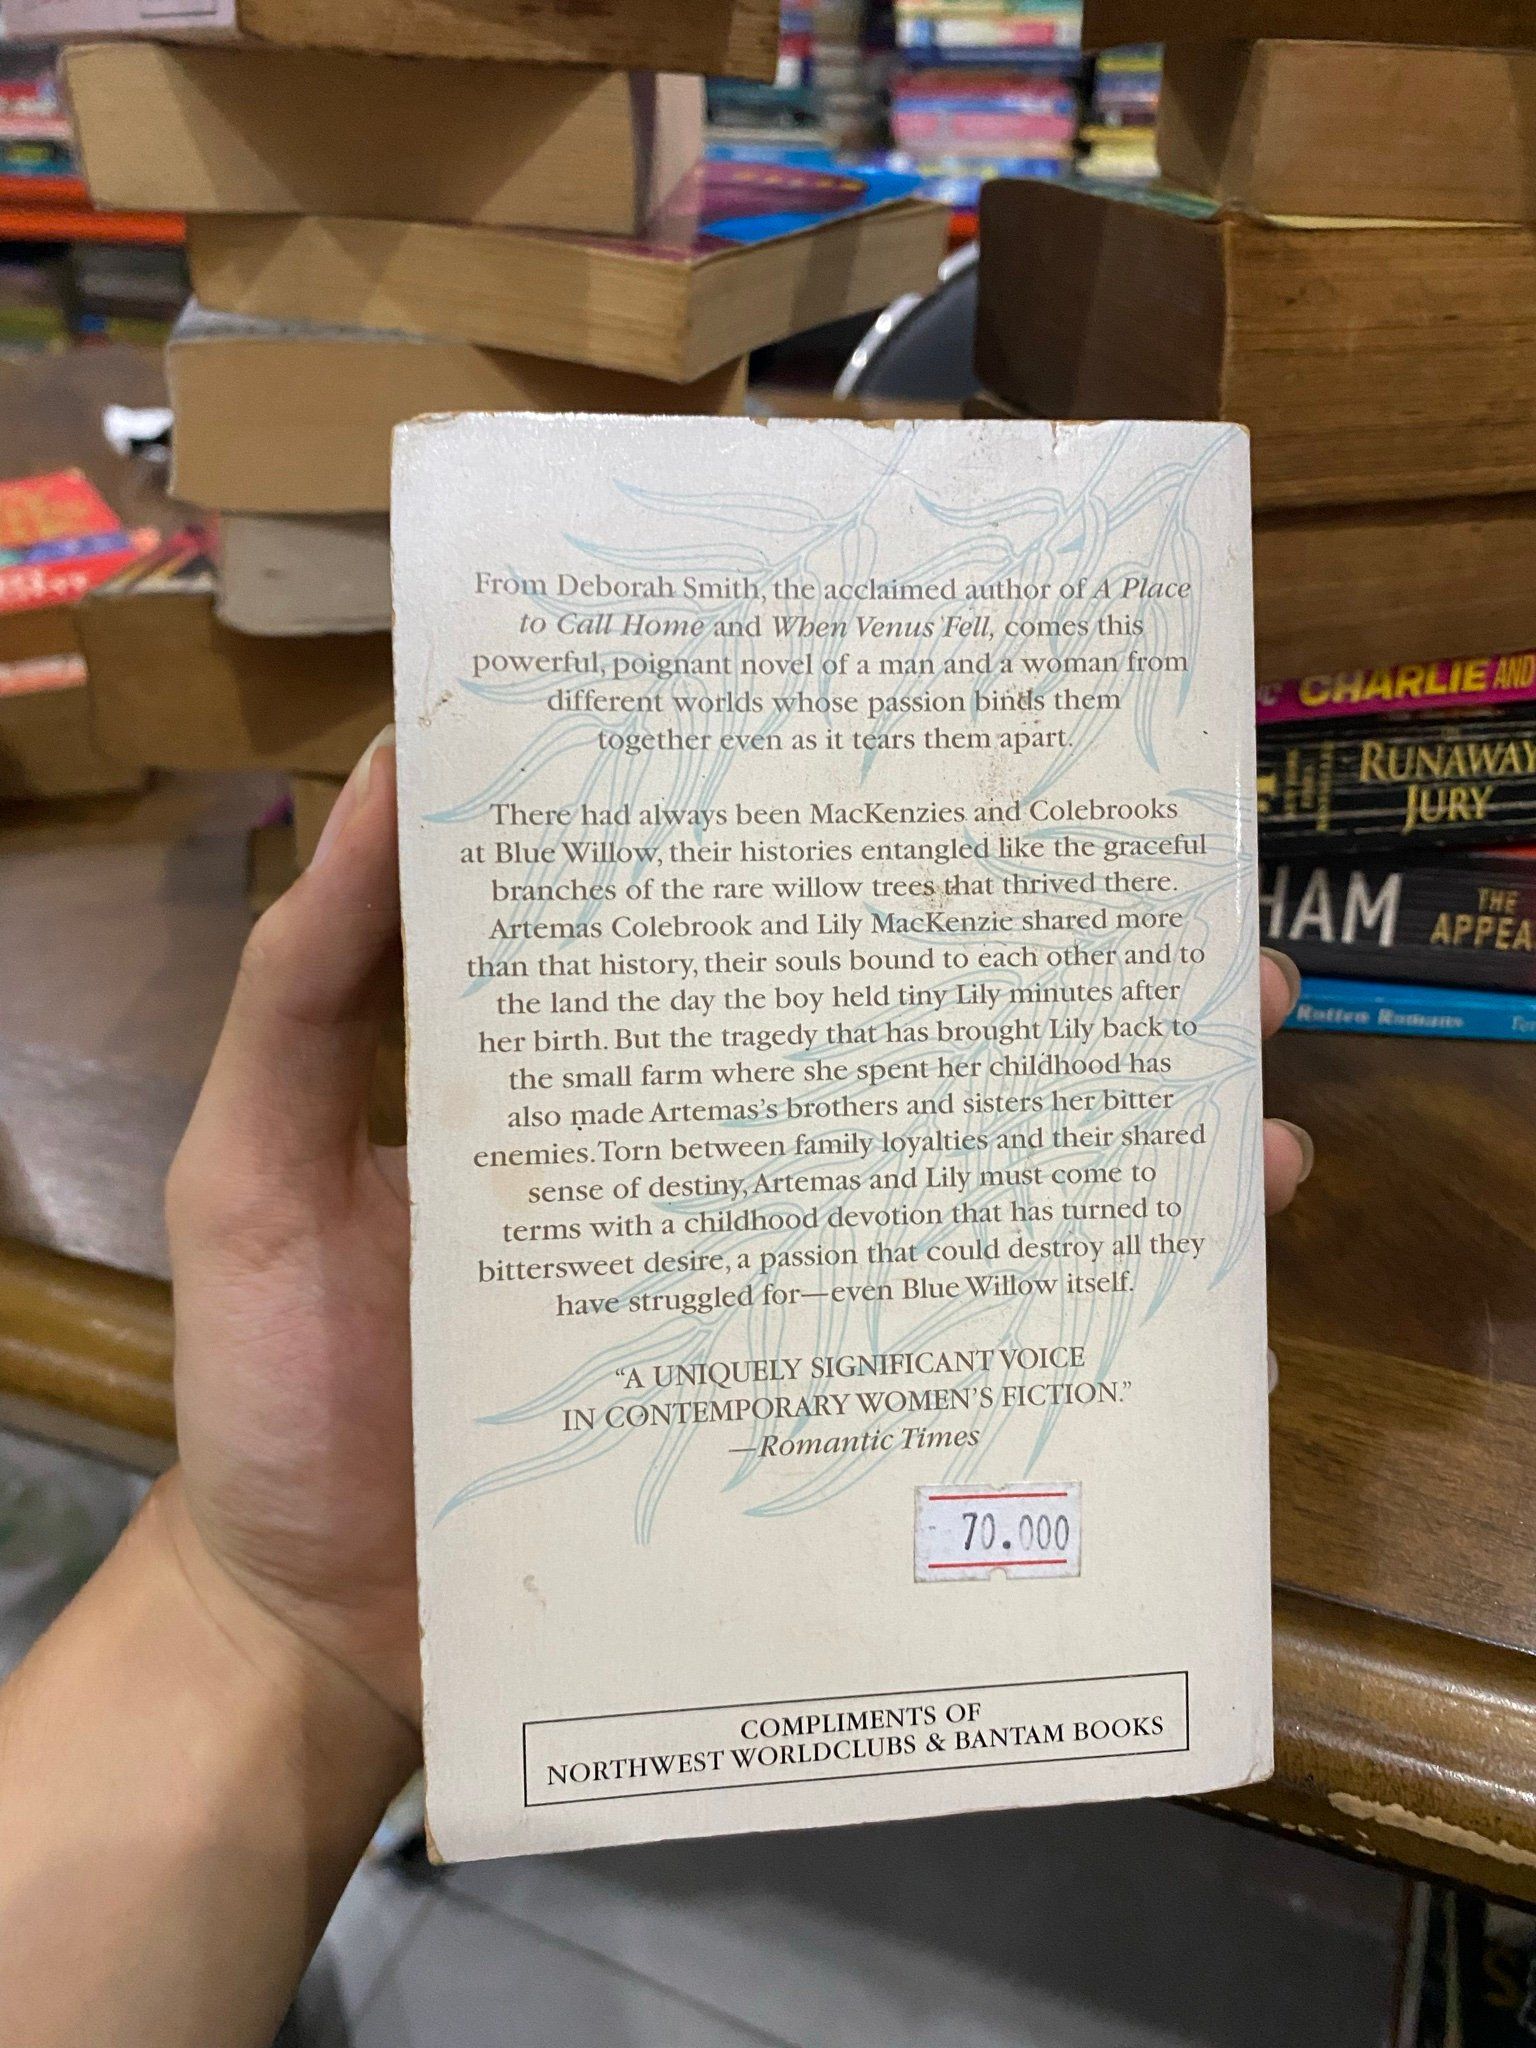 From Deborah Smith, the acclaimed author of A Place
to Call Home and When Venus Fell, comes this
powerful, poignant novel of a man and a woman from
different worlds whose passion binds them
together even as it tears them apart.
There had always been MacKenzies and Colebrooks
at Blue Willow, their histories entangled like the graceful
branches of the rare willow trees that thrived there.
Artemas Colebrook and Lily MacKenzie shared more
than that history, their souls bound to each other and to
the land the day the boy held tiny Lily minutes after
her birth. But the tragedy that has brought Lily back to
the small farm where she spent her childhood has
also made Artemas's brothers and sisters her bitter
enemies. Torn between family loyalties and their shared
sense of destiny, Artemas and Lily must come to
terms with a childhood devotion that has turned to
bittersweet desire, a passion that could destroy all they
have struggled for—even Blue Willow itself.
“A UNIQUELY SIGNIFICANT VOICE
IN CONTEMPORARY WOMEN'S FICTION.”
—Romantic Times
70.000
COMPLIMENTS OF
NORTHWEST WORLDCLUBS & BANTAM BOOKS
CHARLIE AND
RUNAWAY
JURY
HAM
THE
APPEA
Rotten Romans